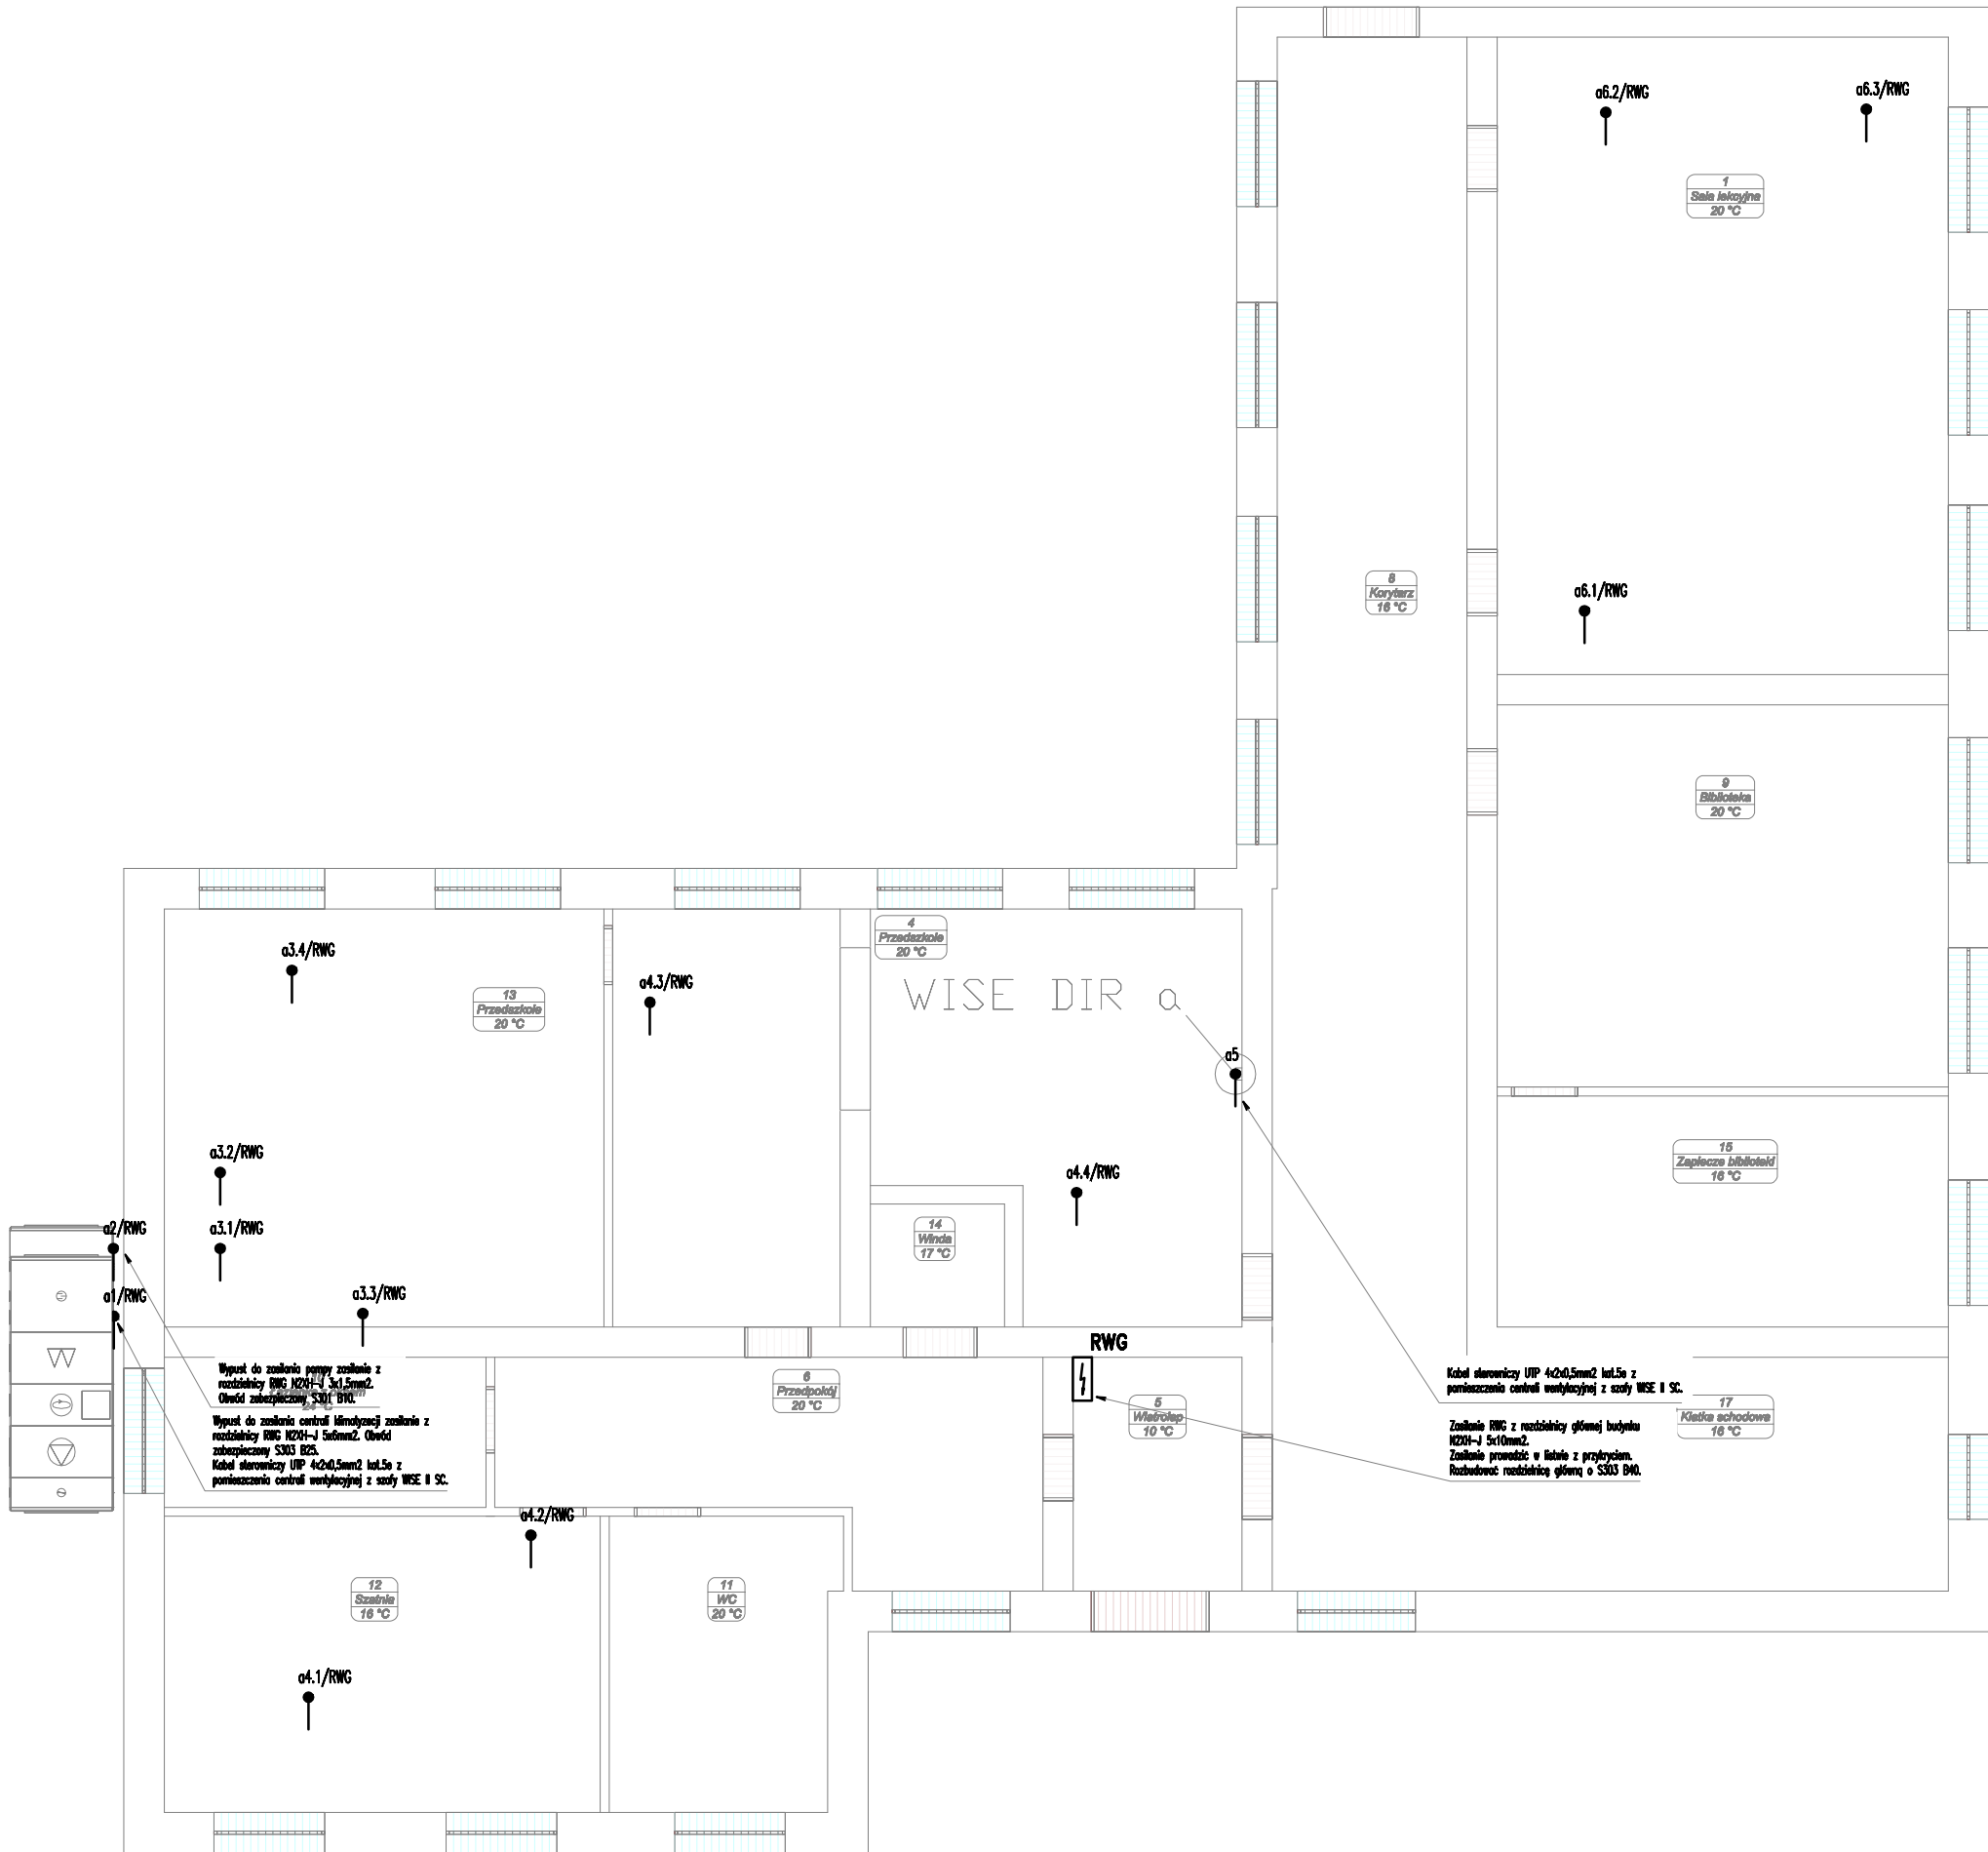 a6.2/RWG
a6.3/RWG
1
Sala lekcyjna
20 °C
8
Korytarz
16 °C
a6.1/RWG
9
Biblioteka
20 °C
4
Przedszkole
20 °C
a3.4/RWG
a4.3/RWG
13
Przedszkole
20 °C
WISE DIR a
a5
a3.2/RWG
a4.4/RWG
15
Zaplecze biblioteki
16 °C
a2/RWG
a3.1/RWG
14
Winda
17 °C
a1/RWG
a3.3/RWG
RWG
Wypust do zasilania pompy zasilanie z
rozdzielnicy RWG N2XH-J 3x1,5mm2.
Obwód zabezpieczony S301 B10.
24 °C
Wypust do zasilania centrali klimatyzacji zasilanie z
rozdzielnicy RWG N2XH-J 5x6mm2. Obwód
zabezpieczony S303 B25.
Kabel sterowniczy UTP 4x2x0,5mm2 kat.5e z
pomieszczenia centrali wentylacyjnej z szafy WISE II SC.
6
Przedpokój
20 °C
5
Wiatrołap
10 °C
Kabel sterowniczy UTP 4x2x0,5mm2 kat.5e z
pomieszczenia centrali wentylacyjnej z szafy WISE II SC.
Zasilanie RWG z rozdzielnicy głównej budynku
N2XH-J 5x10mm2.
Zasilanie prowadzić w listwie z przykryciem.
Rozbudować rozdzielnicę główną o S303 B40.
17
Klatka schodowa
16 °C
a4.2/RWG
12
Szatnia
16 °C
11
WC
20 °C
a4.1/RWG